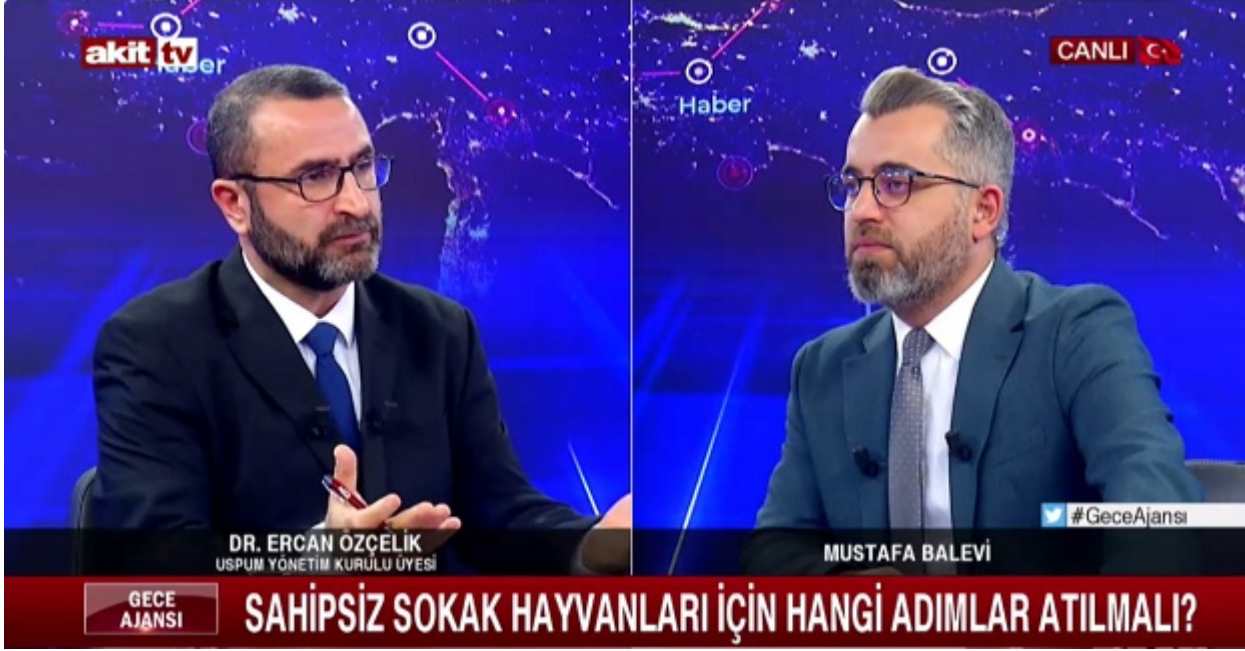 akit tv
Haber
CANLI
Haber
#GeceAjansı
DR. ERCAN ÖZÇELİK
USPUM YÖNETİM KURULU ÜYESİ
MUSTAFA BALEVİ
GECE
AJANSI
SAHİPSİZ SOKAK HAYVANLARI İÇİN HANGİ ADIMLAR ATILMALI?